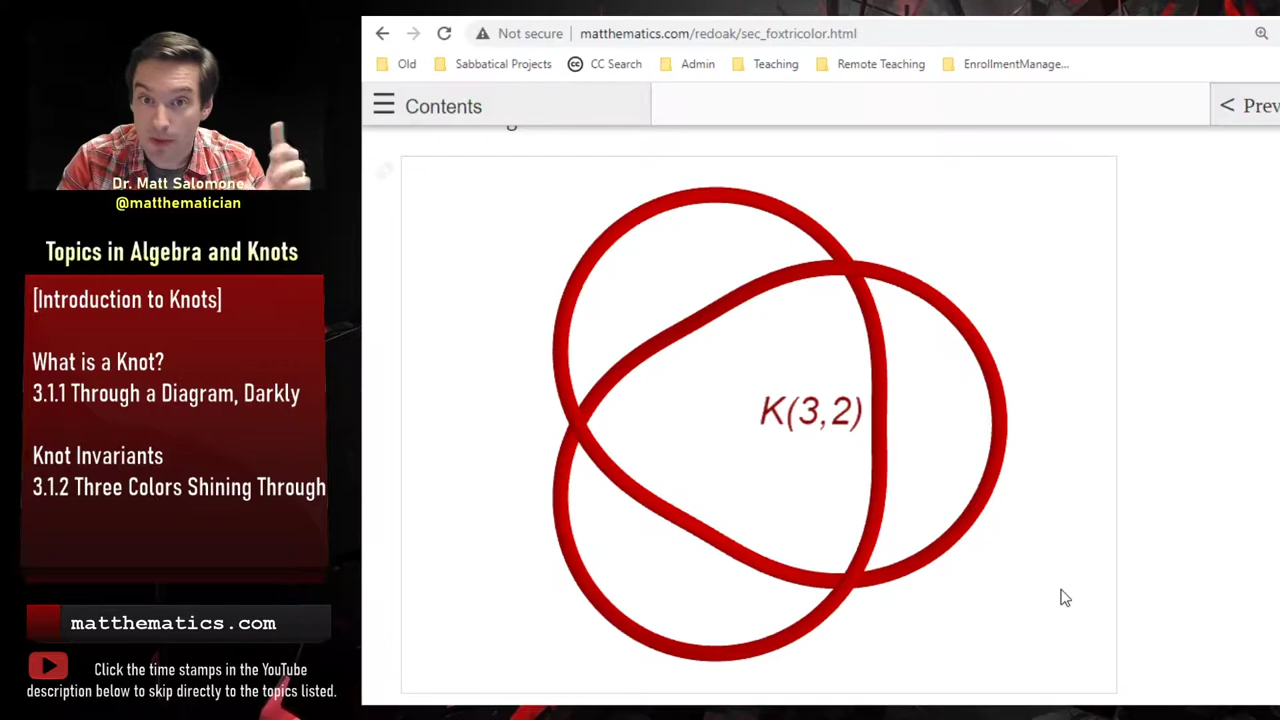 Not secure | matthematics.com/redoak/sec_foxtricolor.html
Old Sabbatical Projects CC Search Admin Teaching Remote Teaching EnrollmentManage...
Contents
< Prev
K(3,2)
Dr. Matt Salomone
@matthematician
Topics in Algebra and Knots
[Introduction to Knots]
What is a Knot?
3.1.1 Through a Diagram, Darkly
Knot Invariants
3.1.2 Three Colors Shining Through
matthematics.com
Click the time stamps in the YouTube
description below to skip directly to the topics listed.